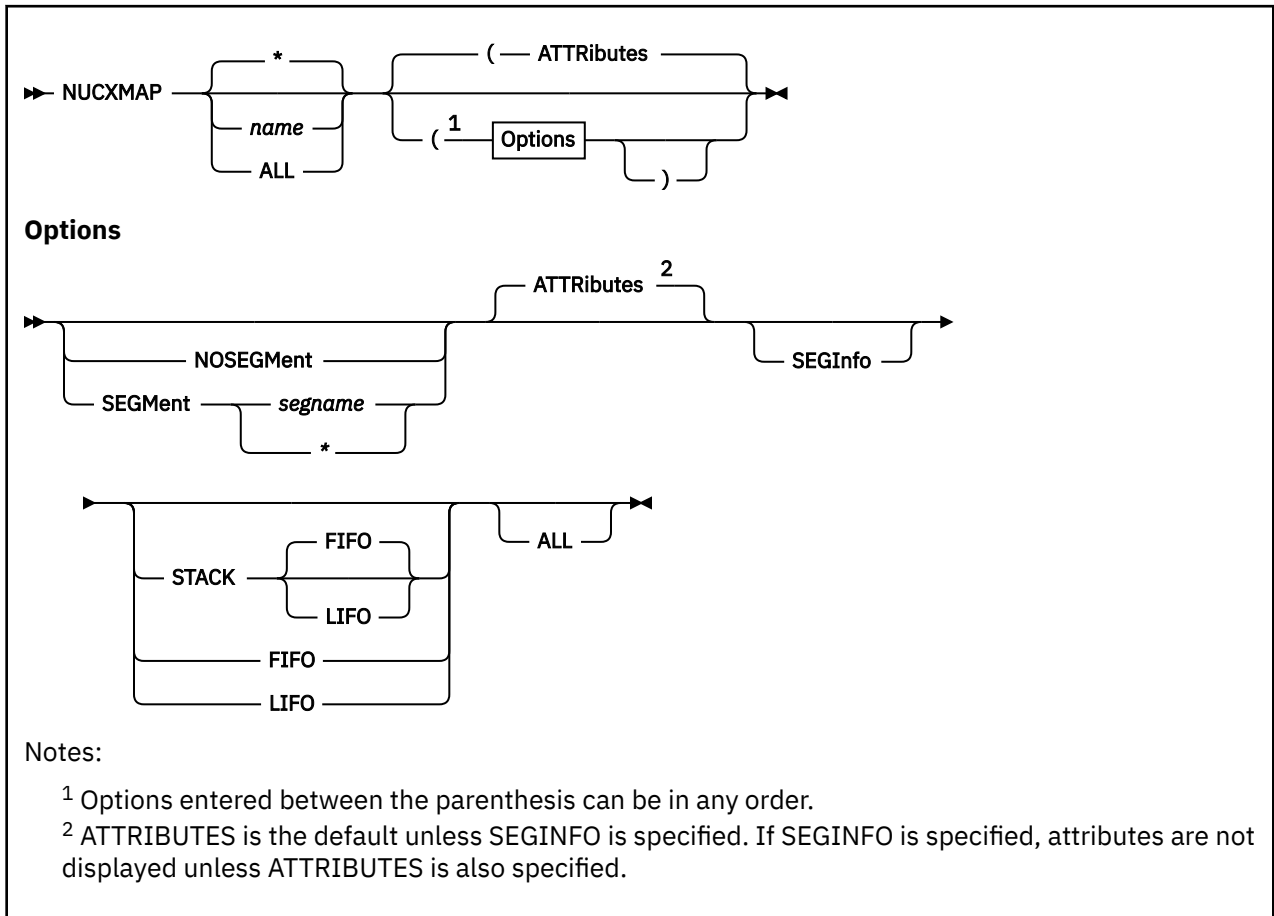 *
( ATTRibutes
NUCXMAP
name
( 1 Options
ALL
)
Options
ATTRibutes 2
NOSEGMent
SEGInfo
SEGMent segname
*
FIFO
ALL
STACK
LIFO
FIFO
LIFO
Notes:
1 Options entered between the parenthesis can be in any order.
2 ATTRIBUTES is the default unless SEGINFO is specified. If SEGINFO is specified, attributes are not
displayed unless ATTRIBUTES is also specified.